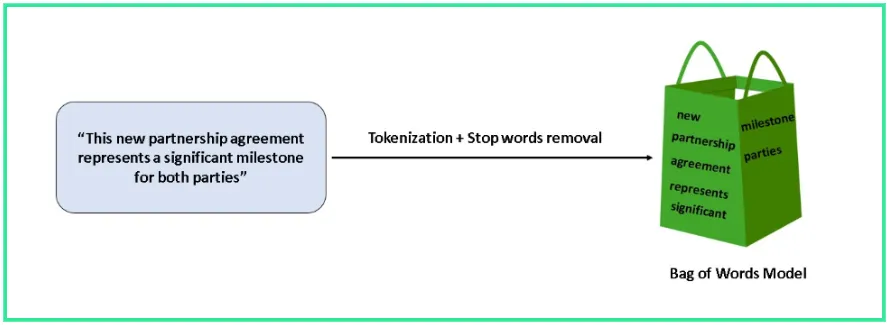 “This new partnership agreement
represents a significant milestone
for both parties”
Tokenization + Stop words removal
new
partnership
agreement
represents
significant
milestone
parties
Bag of Words Model